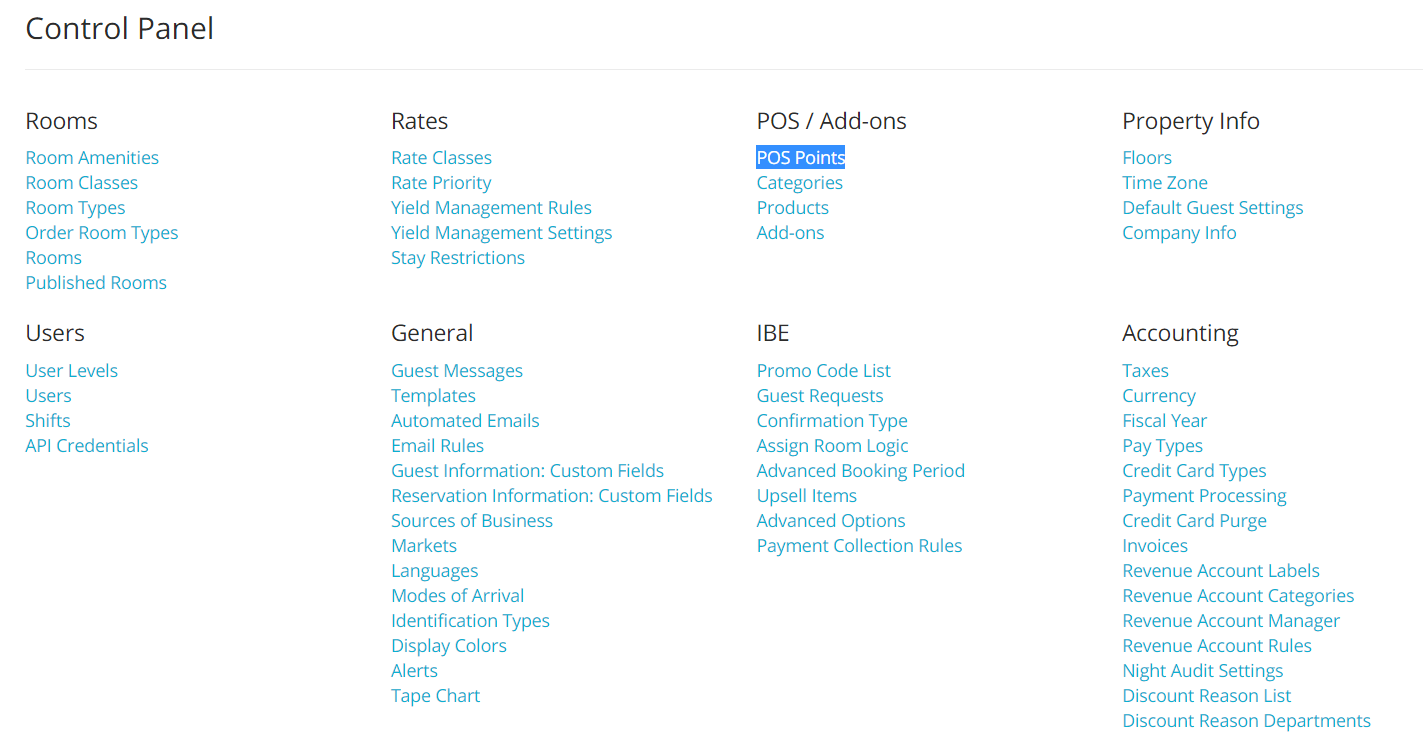 Control Panel
Rooms
Room Amenities
Room Classes
Room Types
Order Room Types
Rooms
Published Rooms
Rates
Rate Classes
Rate Priority
Yield Management Rules
Yield Management Settings
Stay Restrictions
POS / Add-ons
POS Points
Categories
Products
Add-ons
Property Info
Floors
Time Zone
Default Guest Settings
Company Info
Users
User Levels
Users
Shifts
API Credentials
General
Guest Messages
Templates
Automated Emails
Email Rules
Guest Information: Custom Fields
Reservation Information: Custom Fields
Sources of Business
Markets
Languages
Modes of Arrival
Identification Types
Display Colors
Alerts
Tape Chart
IBE
Promo Code List
Guest Requests
Confirmation Type
Assign Room Logic
Advanced Booking Period
Upsell Items
Advanced Options
Payment Collection Rules
Accounting
Taxes
Currency
Fiscal Year
Pay Types
Credit Card Types
Payment Processing
Credit Card Purge
Invoices
Revenue Account Labels
Revenue Account Categories
Revenue Account Manager
Revenue Account Rules
Night Audit Settings
Discount Reason List
Discount Reason Departments